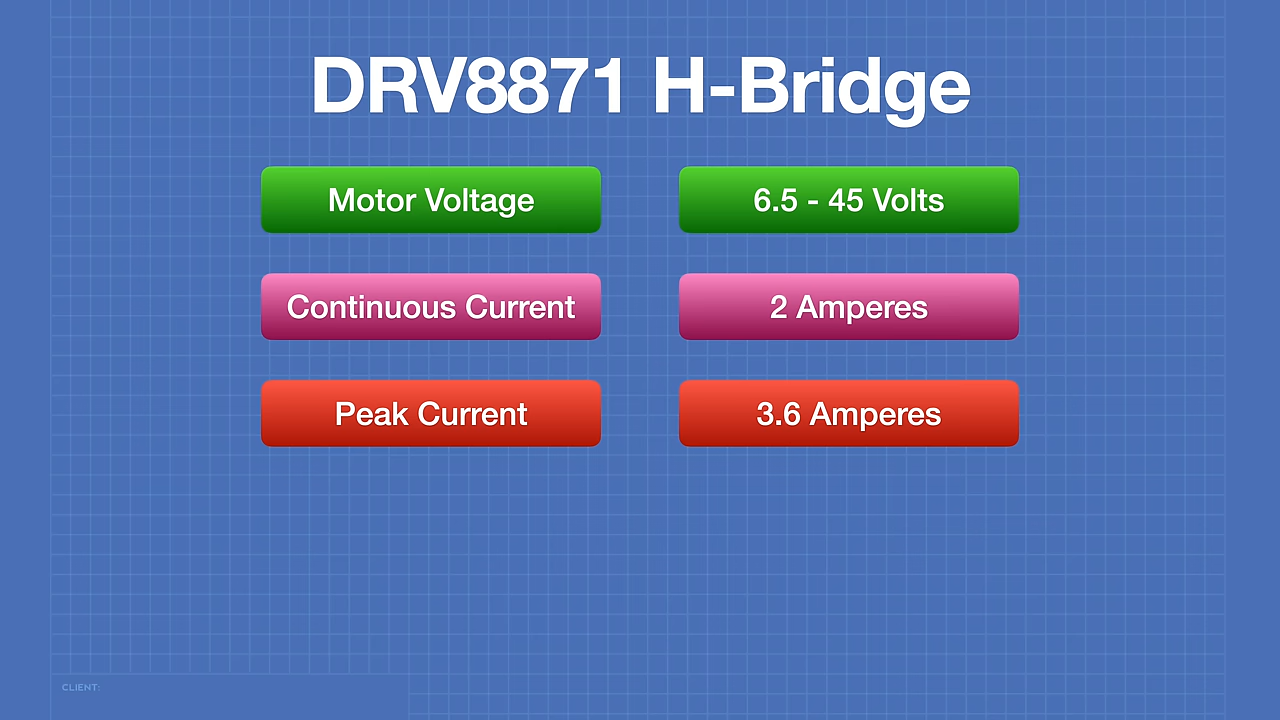 DRV8871 H-Bridge
Motor Voltage
6.5 - 45 Volts
Continuous Current
2 Amperes
Peak Current
3.6 Amperes
CLIENT: